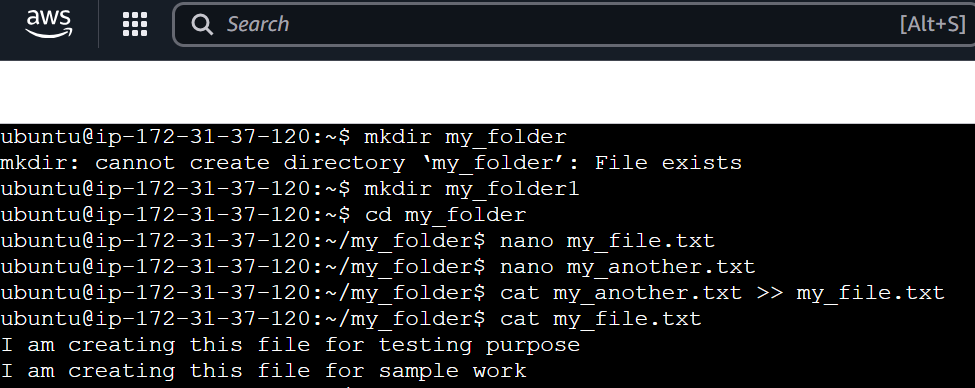 aws
Search
[Alt+S]
ubuntu@ip-172-31-37-120:~$ mkdir my_folder
mkdir: cannot create directory ‘my_folder’: File exists
ubuntu@ip-172-31-37-120:~$ mkdir my_folder1
ubuntu@ip-172-31-37-120:~$ cd my_folder
ubuntu@ip-172-31-37-120:~/my_folder$ nano my_file.txt
ubuntu@ip-172-31-37-120:~/my_folder$ nano my_another.txt
ubuntu@ip-172-31-37-120:~/my_folder$ cat my_another.txt >> my_file.txt
ubuntu@ip-172-31-37-120:~/my_folder$ cat my_file.txt
I am creating this file for testing purpose
I am creating this file for sample work